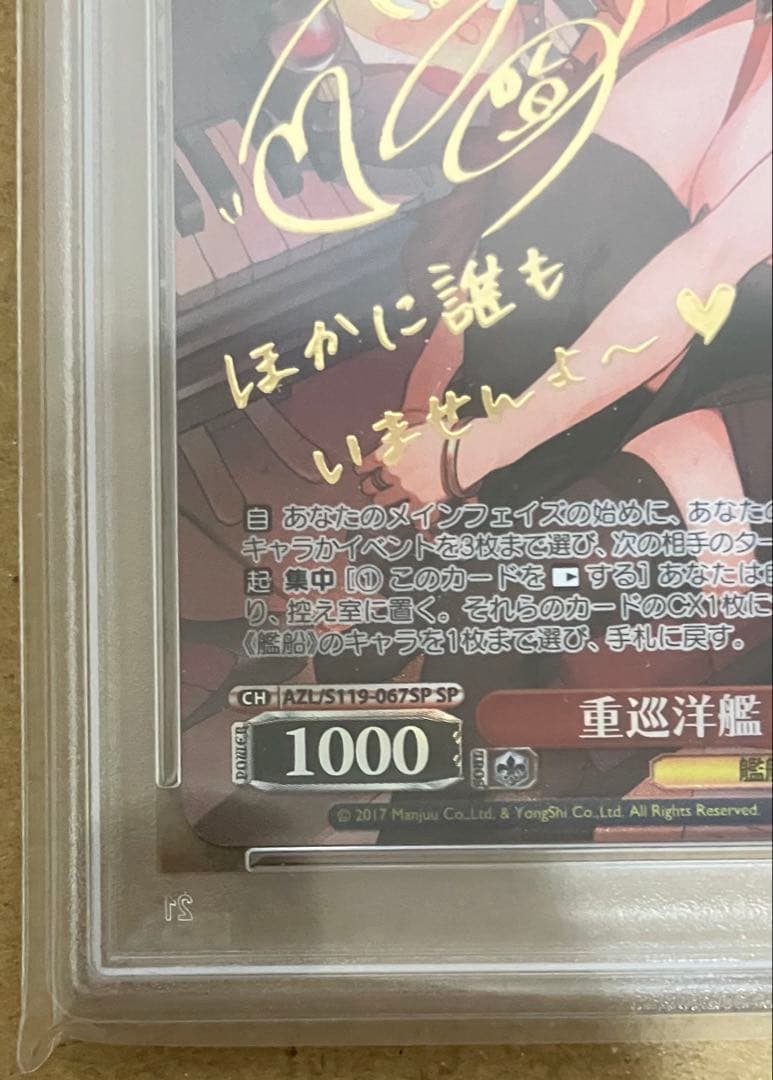 ほかに誰も
いませんよ～♥
自 あなたのメインフェイズの始めに、あなたの
キャラかイベントを3枚まで選び、次の相手のター
起 集中 [① このカードを する] あなたは
り、控え室に置く。それらのカードのCX1枚に
《艦船》のキャラを1枚まで選び、手札に戻す。
CH AZL/S119-067SP SP
重巡洋艦
POWER 1000 SOUL
艦
© 2017 Manjuu Co.,Ltd. & YongShi Co.,Ltd. All Rights Reserved.
21